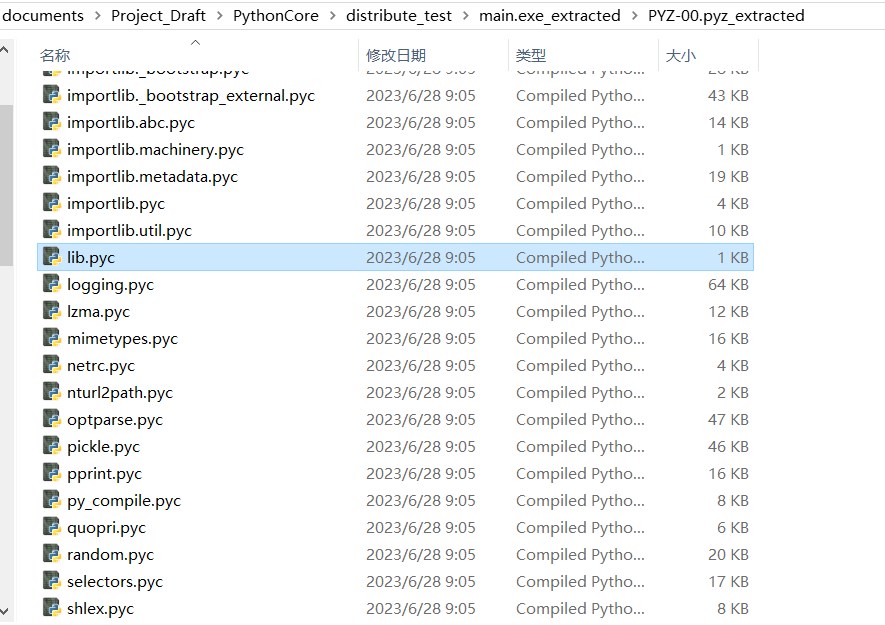 documents > Project_Draft > PythonCore > distribute_test > main.exe_extracted > PYZ-00.pyz_extracted
名称 修改日期 类型 大小
importlib._bootstrap.pyc 2023/6/28 9:05 Compiled Pytho... 28 KB
importlib._bootstrap_external.pyc 2023/6/28 9:05 Compiled Pytho... 43 KB
importlib.abc.pyc 2023/6/28 9:05 Compiled Pytho... 14 KB
importlib.machinery.pyc 2023/6/28 9:05 Compiled Pytho... 1 KB
importlib.metadata.pyc 2023/6/28 9:05 Compiled Pytho... 19 KB
importlib.pyc 2023/6/28 9:05 Compiled Pytho... 4 KB
importlib.util.pyc 2023/6/28 9:05 Compiled Pytho... 10 KB
lib.pyc 2023/6/28 9:05 Compiled Pytho... 1 KB
logging.pyc 2023/6/28 9:05 Compiled Pytho... 64 KB
lzma.pyc 2023/6/28 9:05 Compiled Pytho... 12 KB
mimetypes.pyc 2023/6/28 9:05 Compiled Pytho... 16 KB
netrc.pyc 2023/6/28 9:05 Compiled Pytho... 4 KB
nturl2path.pyc 2023/6/28 9:05 Compiled Pytho... 2 KB
optparse.pyc 2023/6/28 9:05 Compiled Pytho... 47 KB
pickle.pyc 2023/6/28 9:05 Compiled Pytho... 46 KB
pprint.pyc 2023/6/28 9:05 Compiled Pytho... 16 KB
py_compile.pyc 2023/6/28 9:05 Compiled Pytho... 8 KB
quopri.pyc 2023/6/28 9:05 Compiled Pytho... 6 KB
random.pyc 2023/6/28 9:05 Compiled Pytho... 20 KB
selectors.pyc 2023/6/28 9:05 Compiled Pytho... 17 KB
shlex.pyc 2023/6/28 9:05 Compiled Pytho... 8 KB